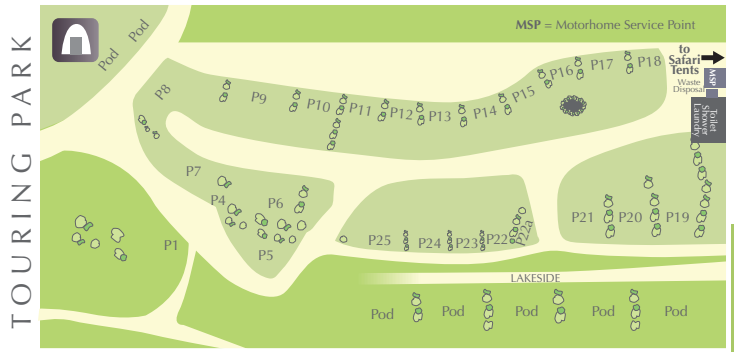 TOURING PARK
Pod
Pod
MSP = Motorhome Service Point
to
Safari
Tents
MSP
Waste
Disposal
Toilet
Shower
Laundry
P8
P9
P10
P11
P12
P13
P14
P15
P16
P17
P18
P7
P4
P6
P5
P1
P25
P24
P23
P22
P22a
P21
P20
P19
LAKESIDE
Pod
Pod
Pod
Pod
Pod